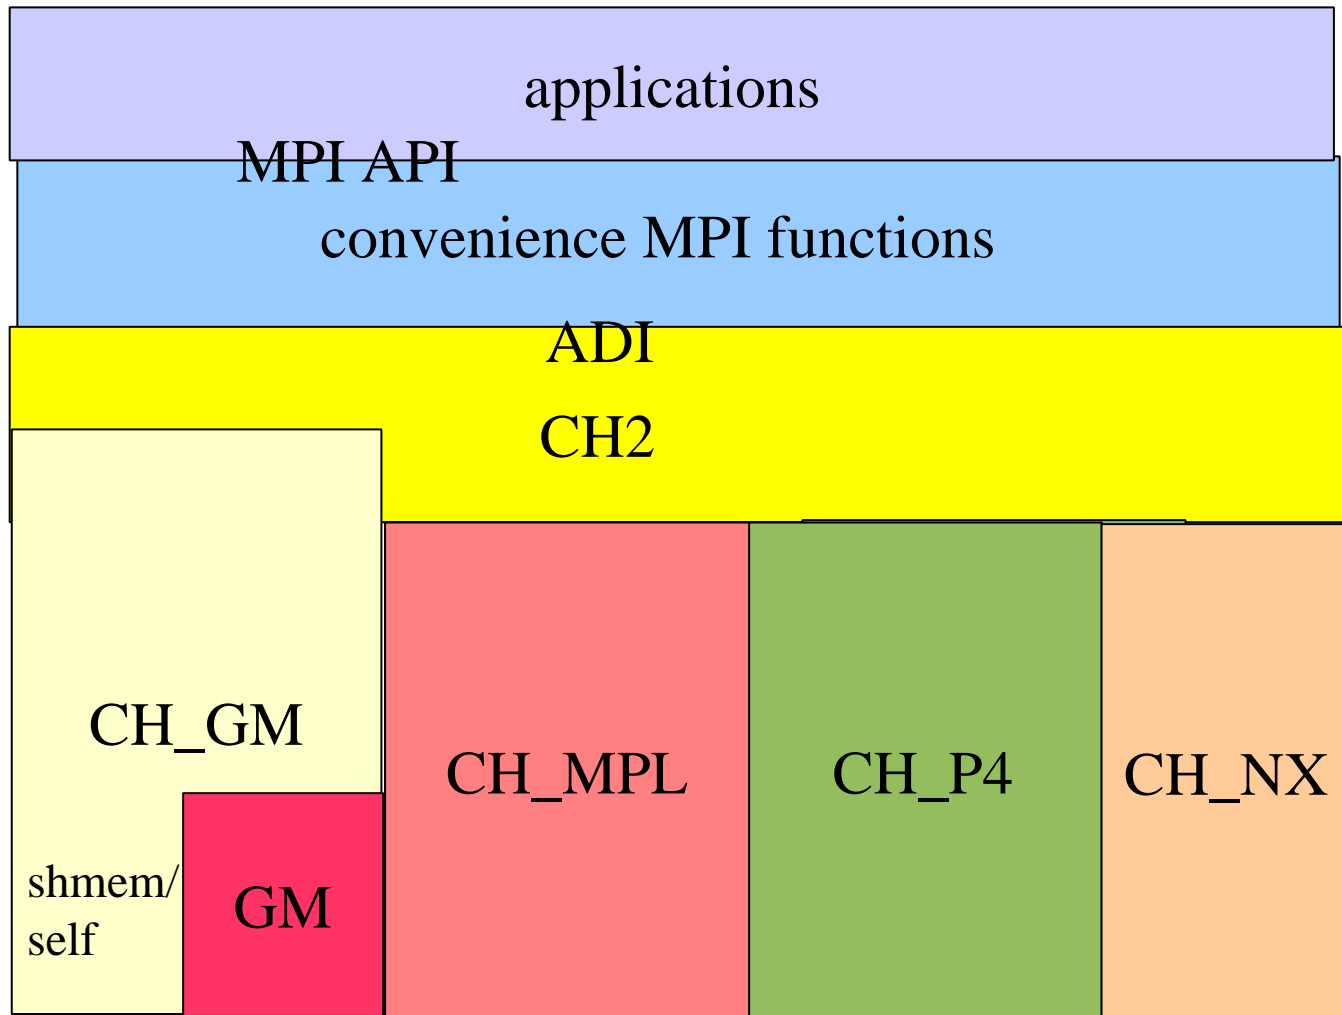 applications
MPI API
convenience MPI functions
ADI
CH2
CH_GM
CH_MPL
CH_P4
CH_NX
shmem/
self
GM